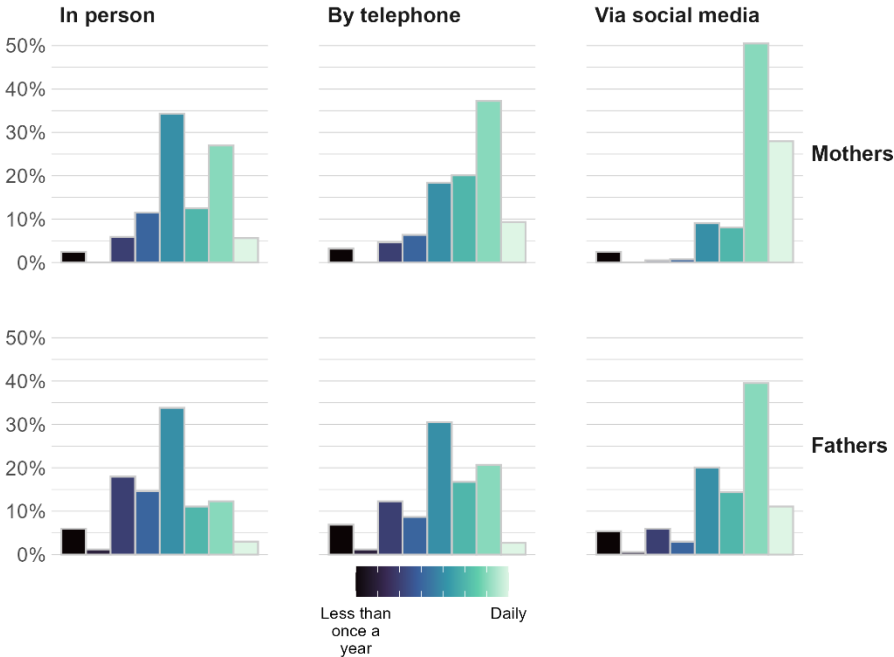 In person
By telephone
Via social media
50%
40%
30%
20%
10%
0%
Mothers
50%
40%
30%
20%
10%
0%
Fathers
Less than
once a
year
Daily